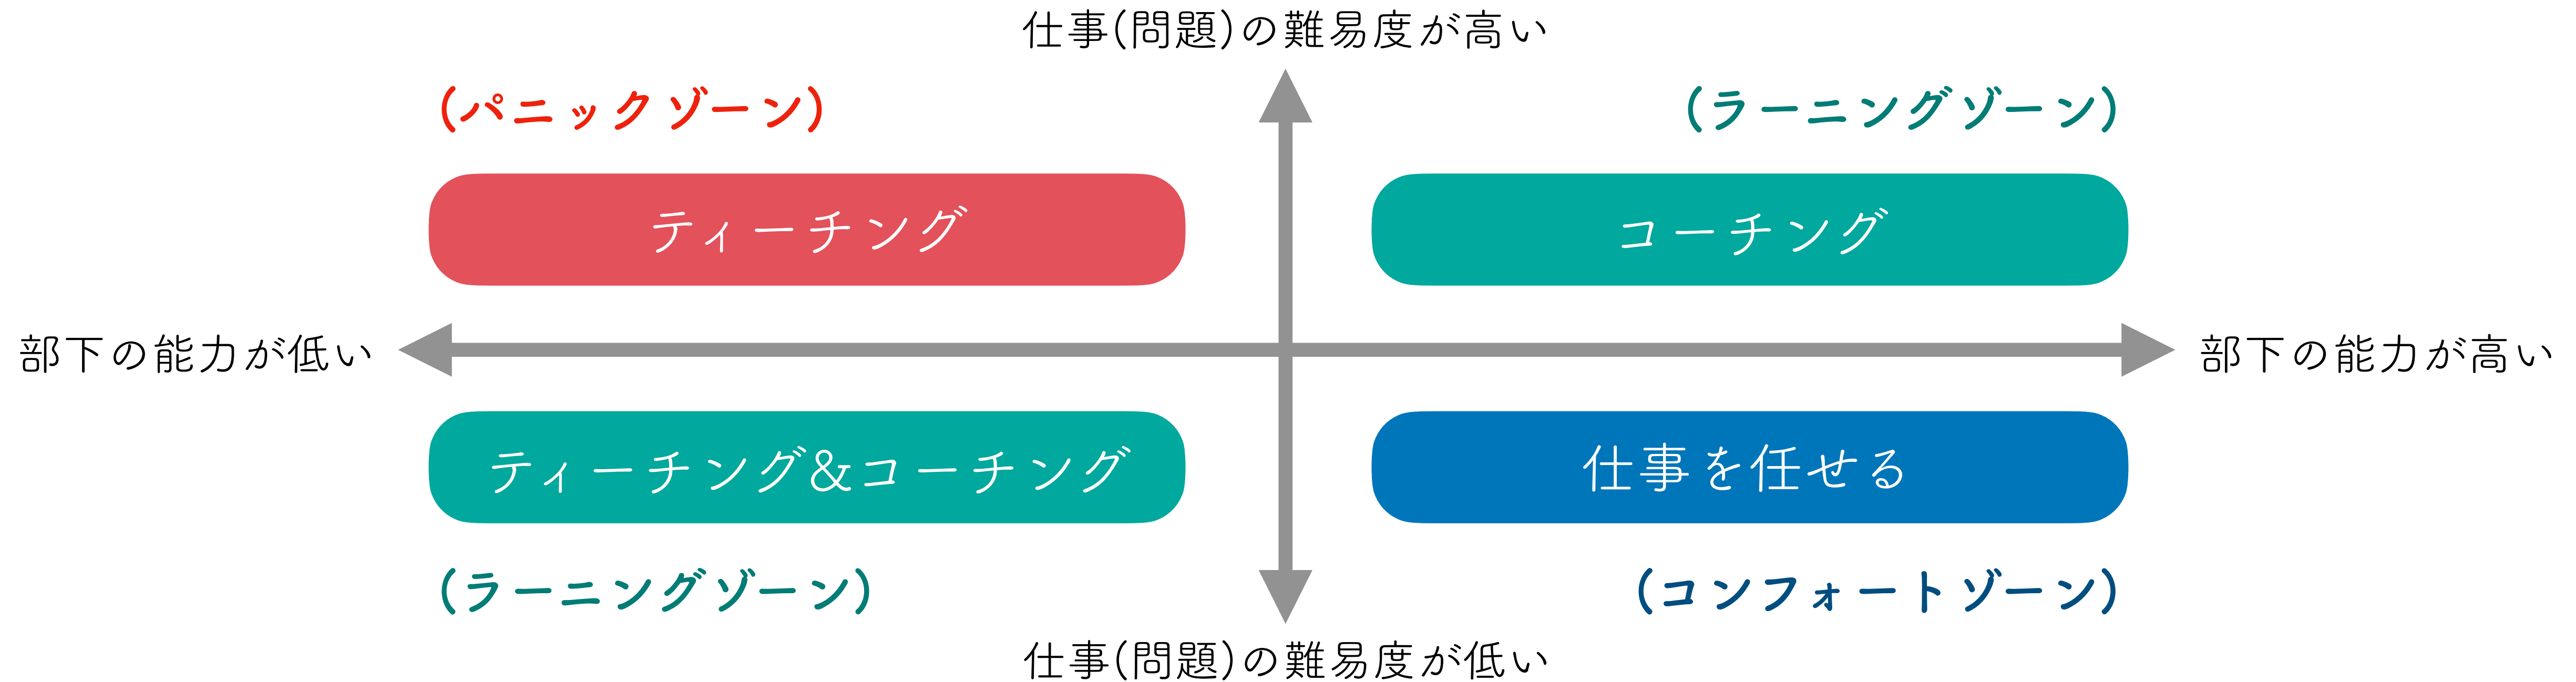 仕事(問題)の難易度が高い
(パニックゾーン)
(ラーニングゾーン)
ティーチング
コーチング
部下の能力が低い
部下の能力が高い
ティーチング&コーチング
仕事を任せる
(ラーニングゾーン)
(コンフォートゾーン)
仕事(問題)の難易度が低い